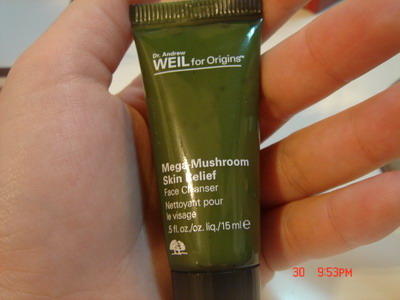 Dr. Andrew
WEIL for Origins™
Mega-Mushroom
Skin Relief
Face Cleanser
Nettoyant pour
le visage
.5 fl.oz./oz. liq./15 ml e
30 9:53PM